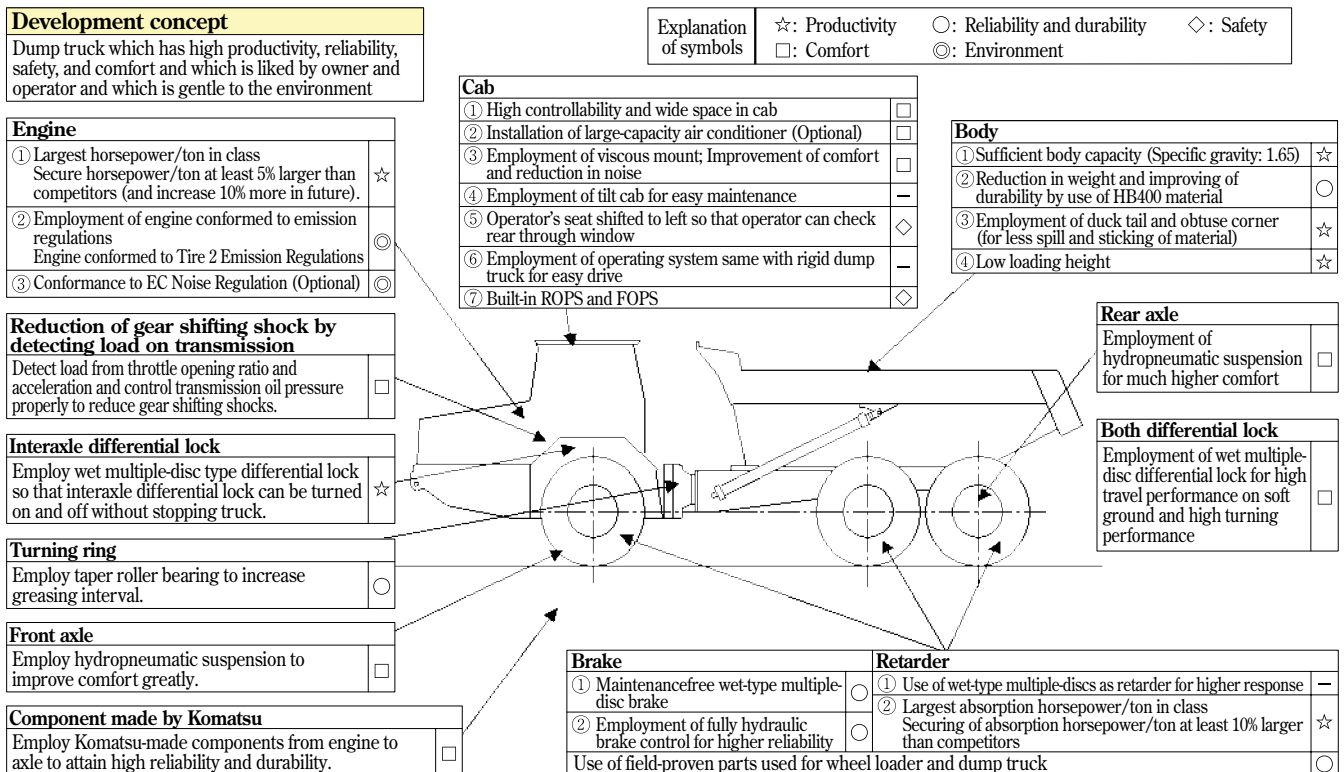 Development concept
Dump truck which has high productivity, reliability,
safety, and comfort and which is liked by owner and
operator and which is gentle to the environment
Explanation
of symbols
☆: Productivity ○: Reliability and durability ◇: Safety
□: Comfort ◎: Environment
Engine
① Largest horsepower/ton in class
Secure horsepower/ton at least 5% larger than
competitors (and increase 10% more in future). ☆
② Employment of engine conformed to emission
regulations
Engine conformed to Tire 2 Emission Regulations ◎
③ Conformance to EC Noise Regulation (Optional) ◎
Reduction of gear shifting shock by
detecting load on transmission
Detect load from throttle opening ratio and
acceleration and control transmission oil pressure
properly to reduce gear shifting shocks. □
Interaxle differential lock
Employ wet multiple-disc type differential lock
so that interaxle differential lock can be turned
on and off without stopping truck. ☆
Turning ring
Employ taper roller bearing to increase
greasing interval. ○
Front axle
Employ hydropneumatic suspension to
improve comfort greatly. □
Component made by Komatsu
Employ Komatsu-made components from engine to
axle to attain high reliability and durability. □
Cab
① High controllability and wide space in cab □
② Installation of large-capacity air conditioner (Optional) □
③ Employment of viscous mount; Improvement of comfort
and reduction in noise □
④ Employment of tilt cab for easy maintenance –
⑤ Operator's seat shifted to left so that operator can check
rear through window ◇
⑥ Employment of operating system same with rigid dump
truck for easy drive –
⑦ Built-in ROPS and FOPS ◇
Body
① Sufficient body capacity (Specific gravity: 1.65) ☆
② Reduction in weight and improving of
durability by use of HB400 material ○
③ Employment of duck tail and obtuse corner
(for less spill and sticking of material) ☆
④ Low loading height ☆
Rear axle
Employment of
hydropneumatic suspension
for much higher comfort □
Both differential lock
Employment of wet multiple-
disc differential lock for high
travel performance on soft
ground and high turning
performance □
Brake
① Maintenancefree wet-type multiple-
disc brake ○
② Employment of fully hydraulic
brake control for higher reliability ○
Retarder
① Use of wet-type multiple-discs as retarder for higher response –
② Largest absorption horsepower/ton in class
Securing of absorption horsepower/ton at least 10% larger
than competitors ☆
Use of field-proven parts used for wheel loader and dump truck ○